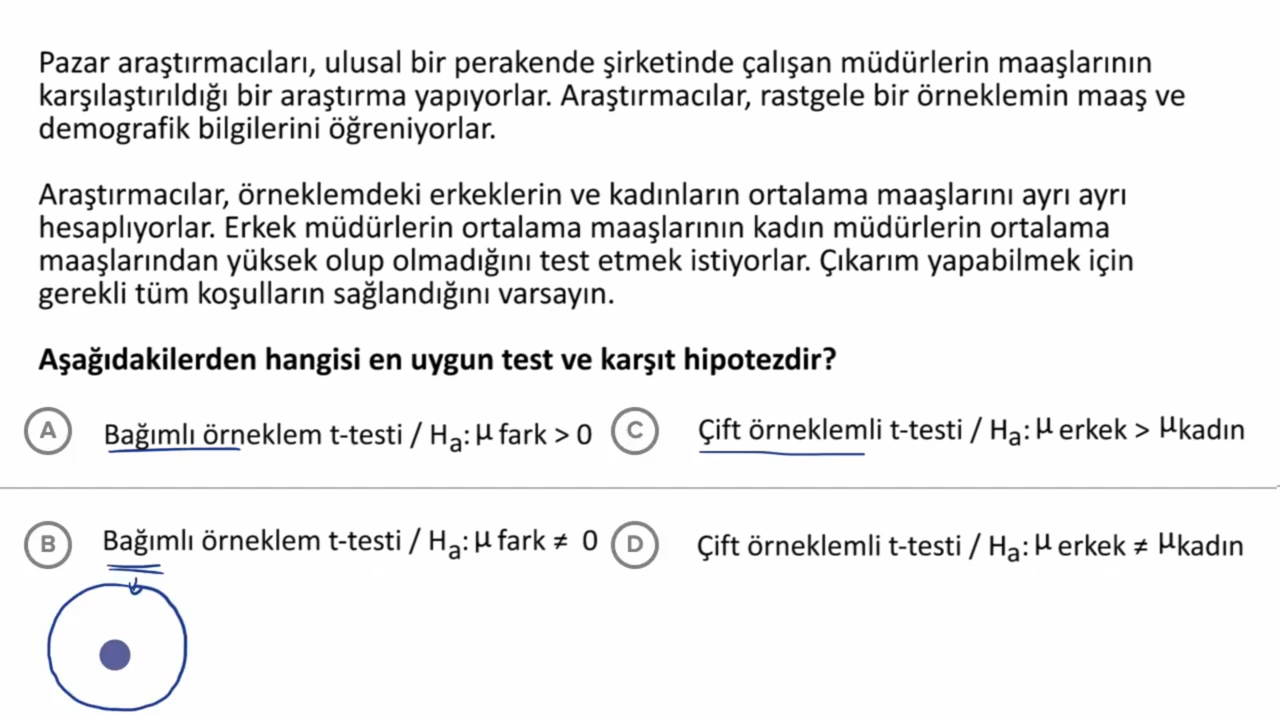 Pazar araştırmacıları, ulusal bir perakende şirketinde çalışan müdürlerin maaşlarının
karşılaştırıldığı bir araştırma yapıyorlar. Araştırmacılar, rastgele bir örneklemin maaş ve
demografik bilgilerini öğreniyorlar.
Araştırmacılar, örneklemdeki erkeklerin ve kadınların ortalama maaşlarını ayrı ayrı
hesaplıyorlar. Erkek müdürlerin ortalama maaşlarının kadın müdürlerin ortalama
maaşlarından yüksek olup olmadığını test etmek istiyorlar. Çıkarım yapabilmek için
gerekli tüm koşulların sağlandığını varsayın.
Aşağıdakilerden hangisi en uygun test ve karşıt hipotezdir?
A Bağımlı örneklem t-testi / Ha: μ fark > 0
C Çift örneklemli t-testi / Ha: μ erkek > μkadın
B Bağımlı örneklem t-testi / Ha: μ fark ≠ 0
D Çift örneklemli t-testi / Ha: μ erkek ≠ μkadın